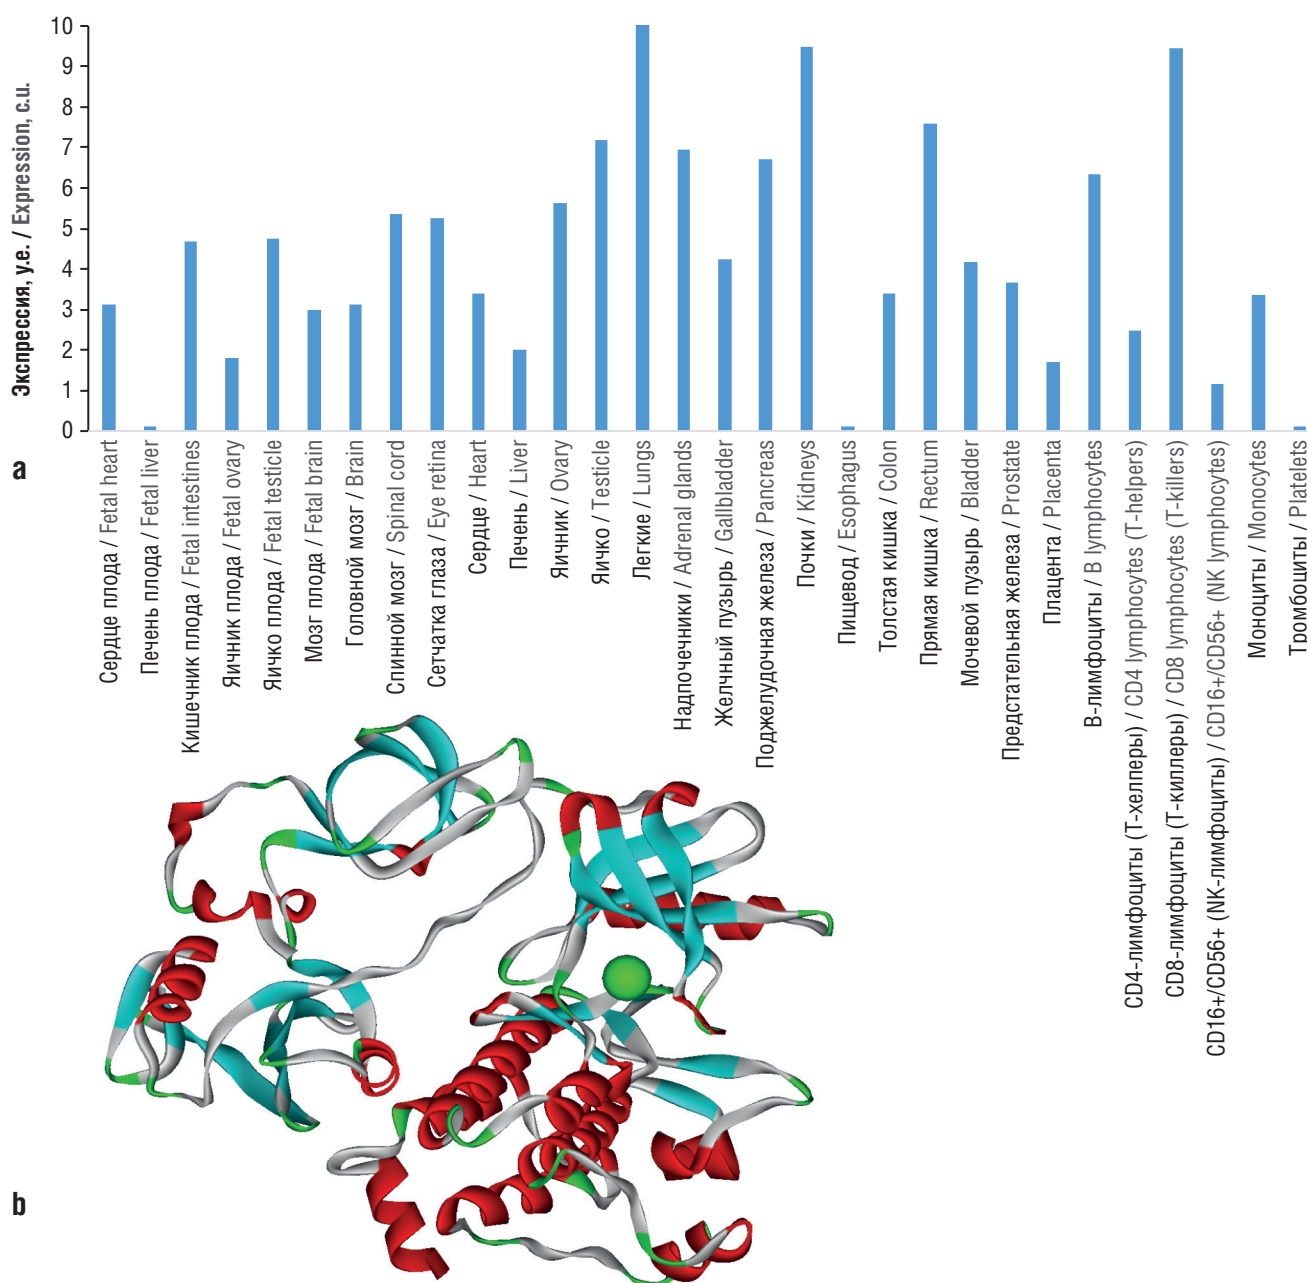 Экспрессия, у.е. / Expression, c.u.
10
9
8
7
6
5
4
3
2
1
0
a
Сердце плода / Fetal heart
Печень плода / Fetal liver
Кишечник плода / Fetal intestines
Яичник плода / Fetal ovary
Яичко плода / Fetal testicle
Мозг плода / Fetal brain
Головной мозг / Brain
Спинной мозг / Spinal cord
Сетчатка глаза / Eye retina
Сердце / Heart
Печень / Liver
Яичник / Ovary
Яичко / Testicle
Легкие / Lungs
Надпочечники / Adrenal glands
Желчный пузырь / Gallbladder
Поджелудочная железа / Pancreas
Почки / Kidneys
Пищевод / Esophagus
Толстая кишка / Colon
Прямая кишка / Rectum
Мочевой пузырь / Bladder
Предстательная железа / Prostate
Плацента / Placenta
В-лимфоциты / B lymphocytes
CD4-лимфоциты (Т-хелперы) / CD4 lymphocytes (T-helpers)
CD8-лимфоциты (Т-киллеры) / CD8 lymphocytes (T-killers)
CD16+/CD56+ (NK-лимфоциты) / CD16+/CD56+ (NK lymphocytes)
Моноциты / Monocytes
Тромбоциты / Platelets
b